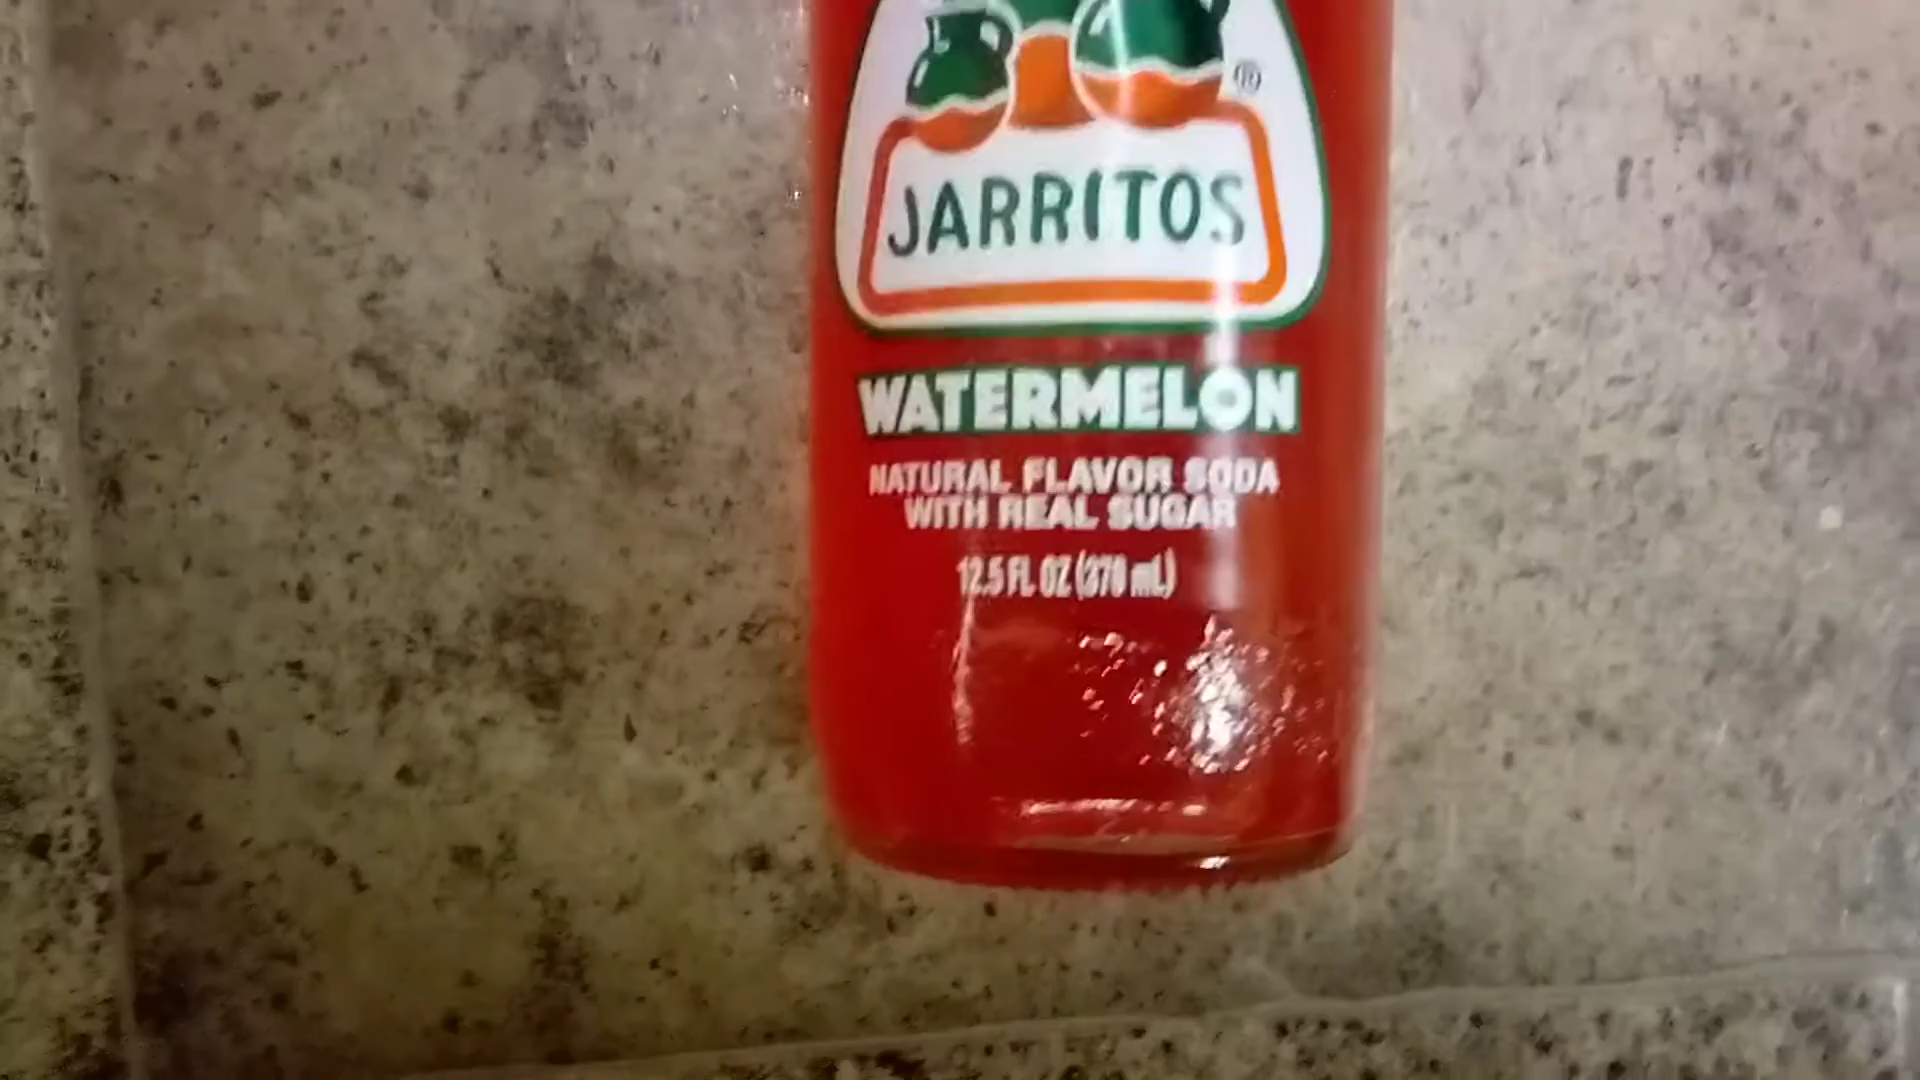 ®
JARRITOS
WATERMELON
NATURAL FLAVOR SODA
WITH REAL SUGAR
12.5 FL OZ (370 mL)